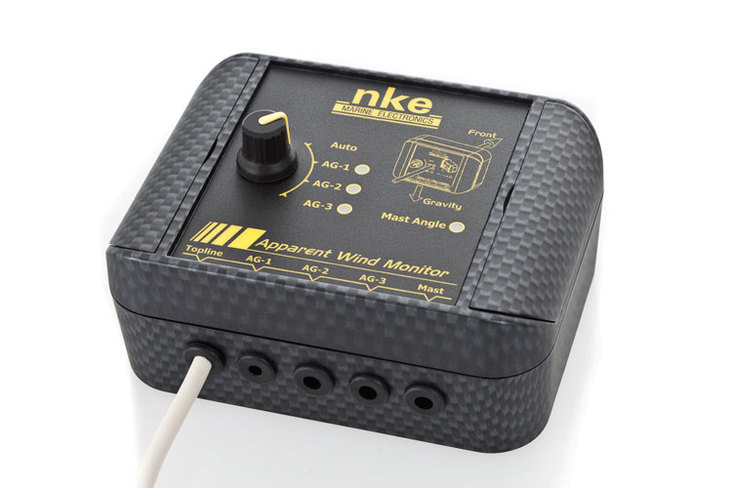 nke
MARINE ELECTRONICS
Auto
AG-1
AG-2
AG-3
Front
Gravity
Mast Angle
Apparent Wind Monitor
Topline AG-1 AG-2 AG-3 Mast